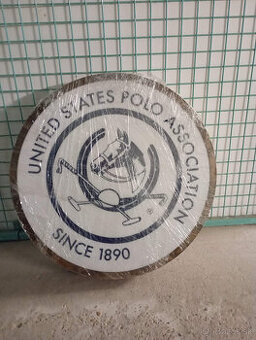 UNITED STATES POLO ASSOCIATION
SINCE 1890